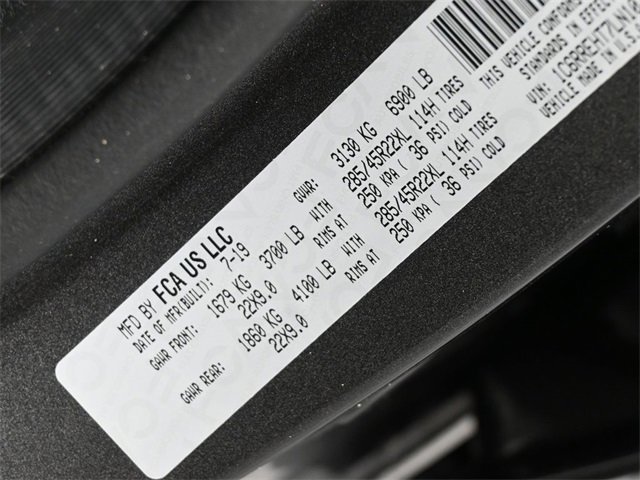 MFD BY FCA US LLC
DATE OF MFR(BUILT): 7-19 GVWR: 3130 KG 6900 LB
GAWR FRONT: 1679 KG 3700 LB WITH 285/45R22XL 114H TIRES
22X9.0 RIMS AT 250 KPA ( 36 PSI) COLD
GAWR REAR: 1860 KG 4100 LB WITH 285/45R22XL 114H TIRES
22X9.0 RIMS AT 250 KPA ( 36 PSI) COLD
THIS VEHICLE CONFORMS
STANDARDS IN EFFECT
VIN:
VEHICLE MADE IN U.S.